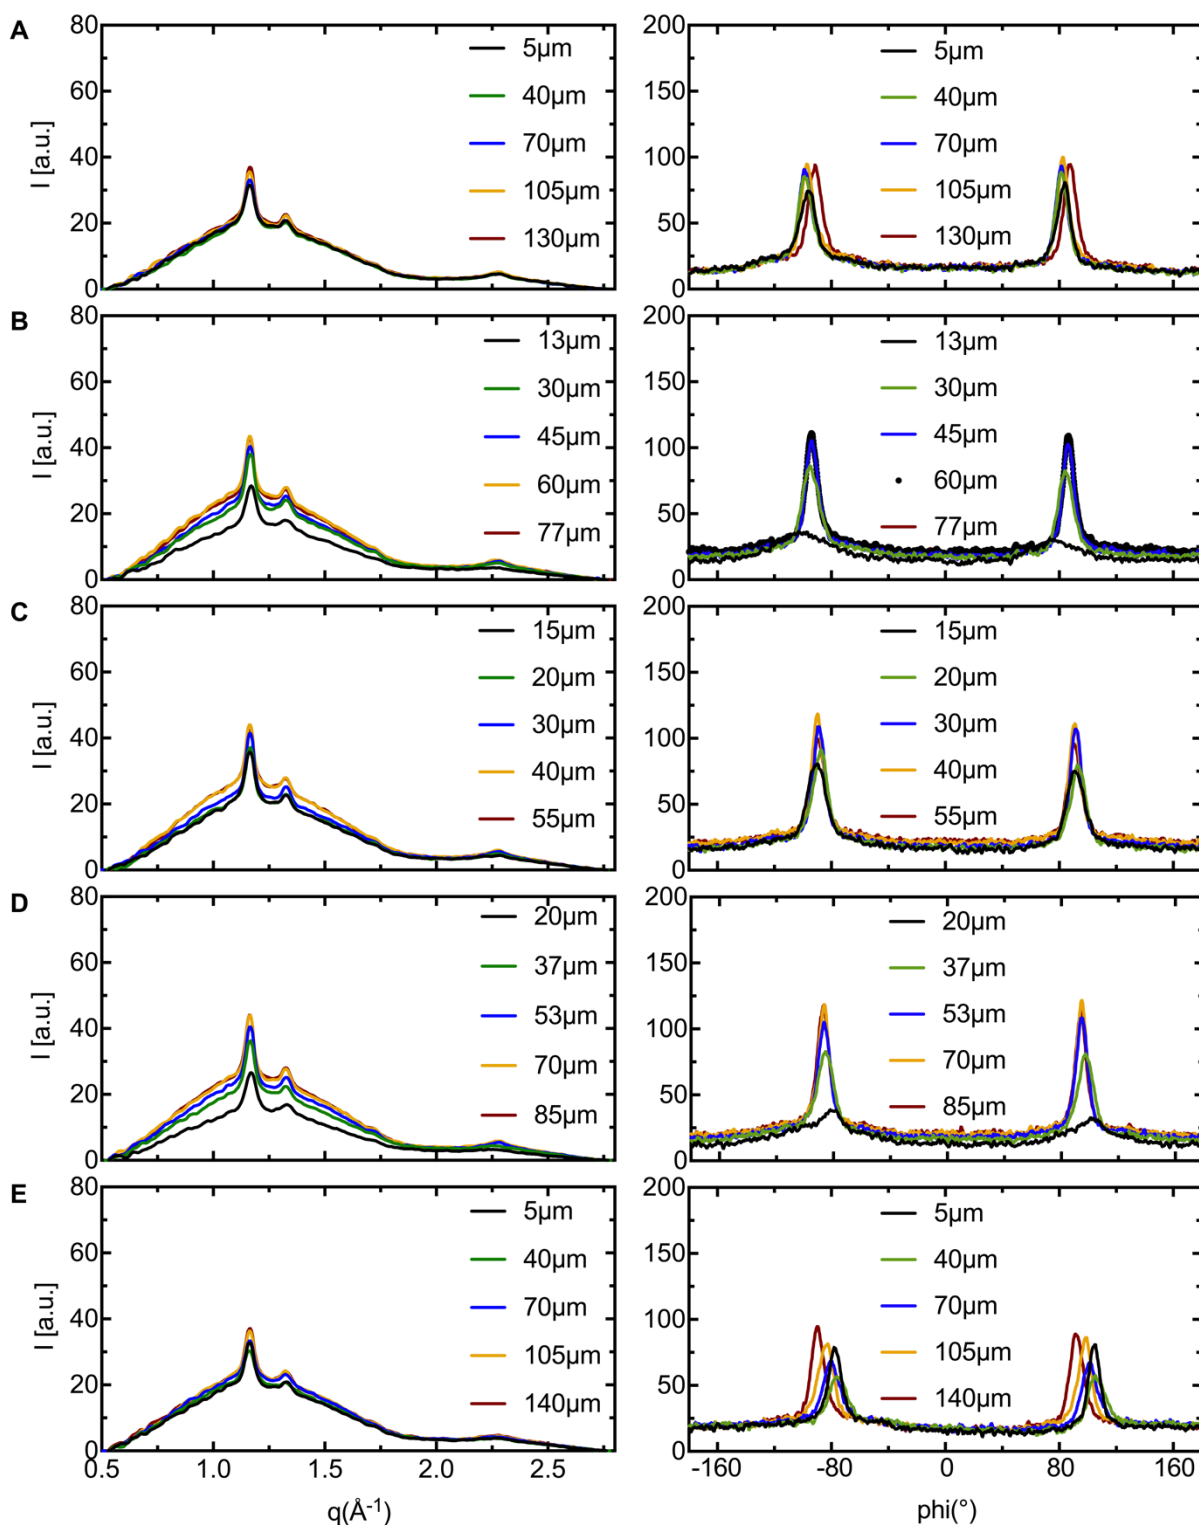 A
80
60
40
20
0
I [a.u.]
5µm
40µm
70µm
105µm
130µm
200
150
100
50
0
I [a.u.]
5µm
40µm
70µm
105µm
130µm
B
80
60
40
20
0
I [a.u.]
13µm
30µm
45µm
60µm
77µm
200
150
100
50
0
13µm
30µm
45µm
60µm
77µm
C
80
60
40
20
0
I [a.u.]
15µm
20µm
30µm
40µm
55µm
200
150
100
50
0
15µm
20µm
30µm
40µm
55µm
D
80
60
40
20
0
I [a.u.]
20µm
37µm
53µm
70µm
85µm
200
150
100
50
0
20µm
37µm
53µm
70µm
85µm
E
80
60
40
20
0
I [a.u.]
5µm
40µm
70µm
105µm
140µm
0.5 1.0 1.5 2.0 2.5
q(Å⁻¹)
200
150
100
50
0
5µm
40µm
70µm
105µm
140µm
-160 -80 0 80 160
phi(°)